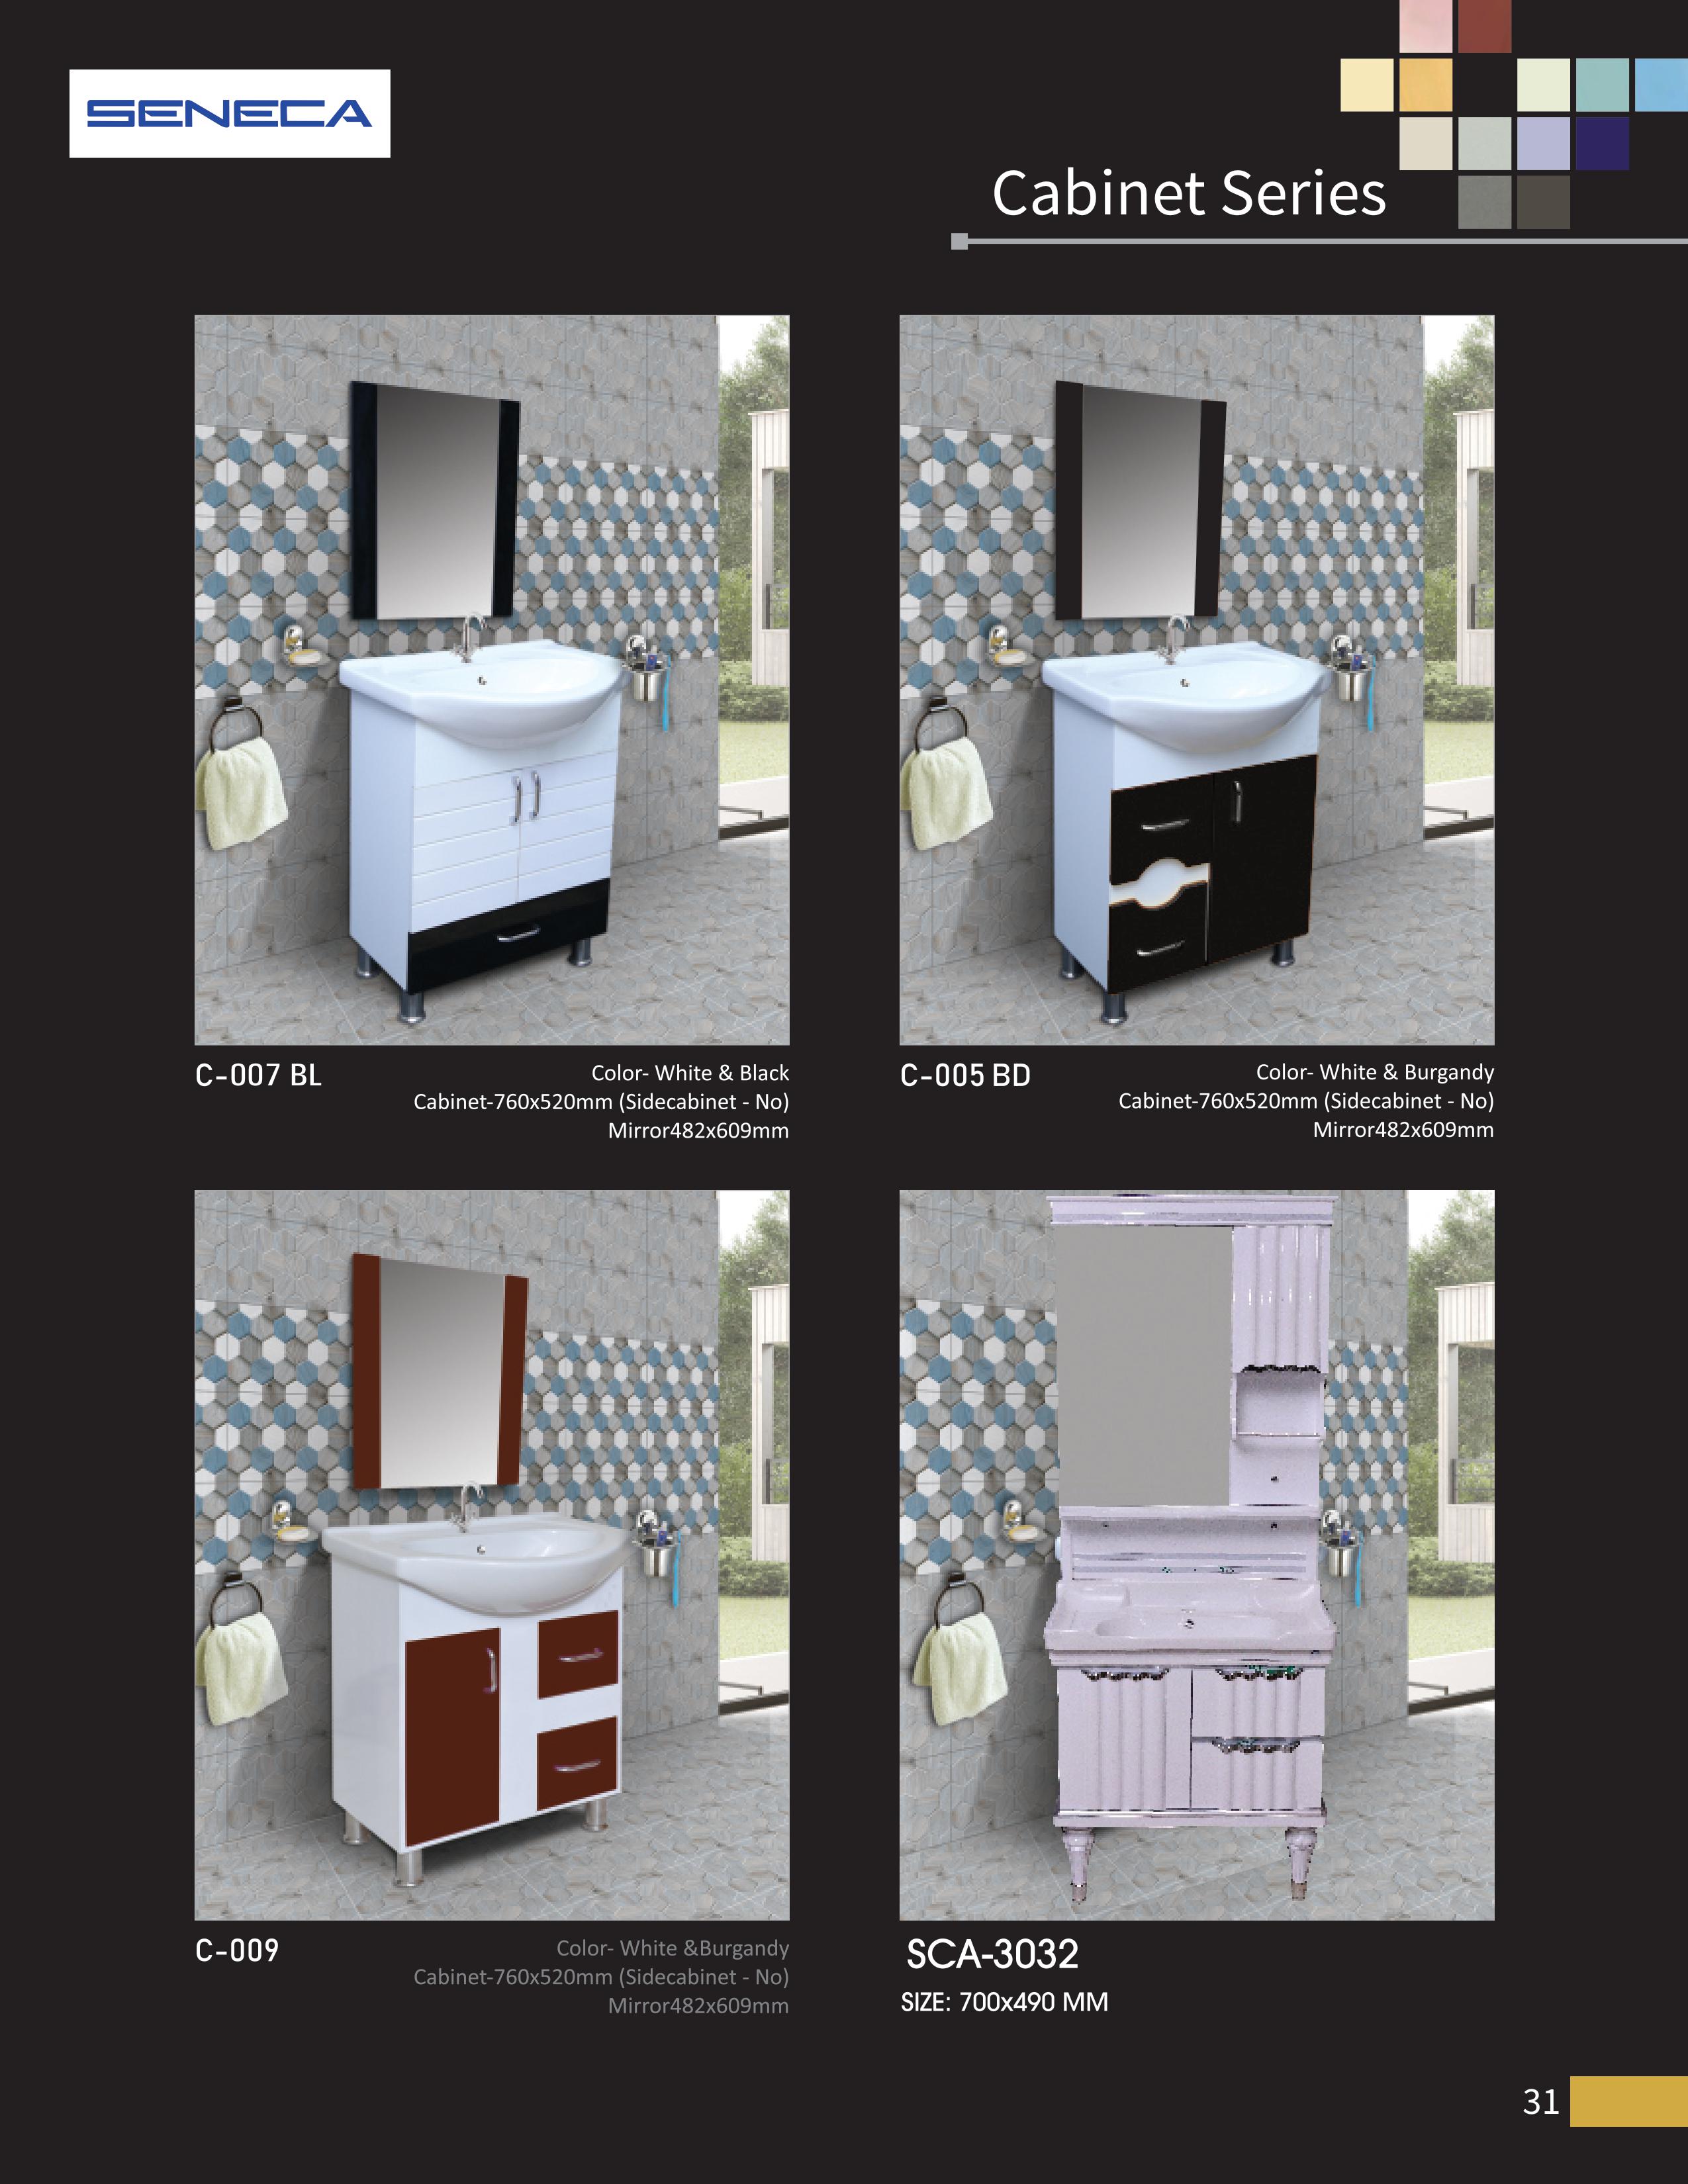 SENECA
Cabinet Series
C-007 BL
Color- White & Black
Cabinet-760x520mm (Sidecabinet - No)
Mirror482x609mm
C-005 BD
Color- White & Burgandy
Cabinet-760x520mm (Sidecabinet - No)
Mirror482x609mm
C-009
Color- White &Burgandy
Cabinet-760x520mm (Sidecabinet - No)
Mirror482x609mm
SCA-3032
SIZE: 700x490 MM
31